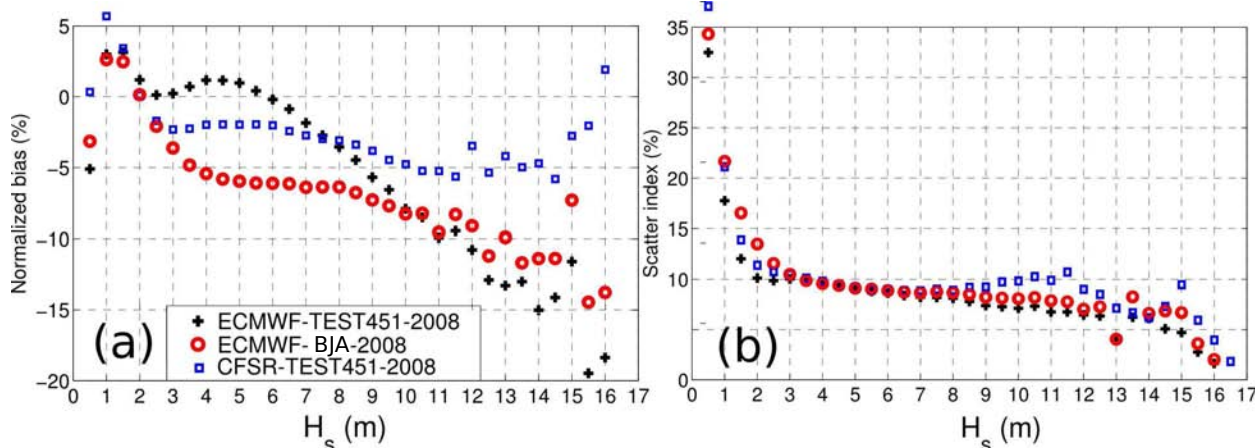 5
0
−5
−10
−15
−20
Normalized bias (%)
(a)
ECMWF-TEST451-2008
ECMWF- BJA-2008
CFSR-TEST451-2008
0 1 2 3 4 5 6 7 8 9 10 11 12 13 14 15 16 17
H_s (m)
35
30
25
20
15
10
5
0
Scatter index (%)
(b)
0 1 2 3 4 5 6 7 8 9 10 11 12 13 14 15 16 17
H_s (m)